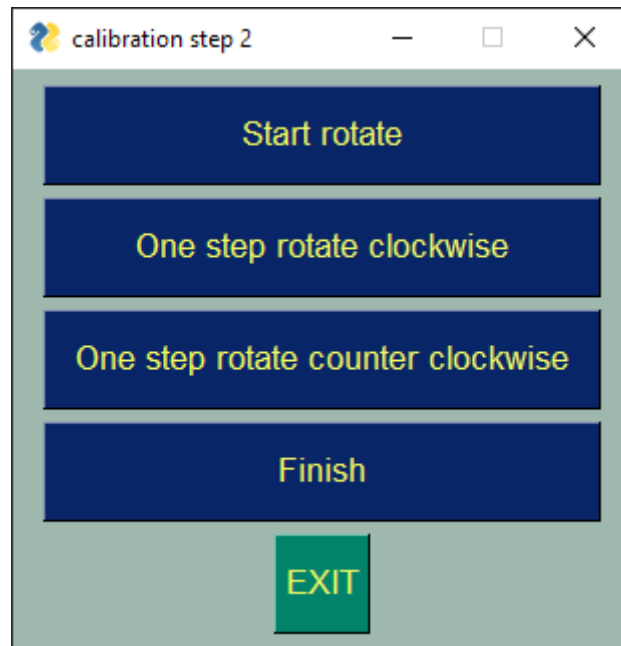 calibration step 2
Start rotate
One step rotate clockwise
One step rotate counter clockwise
Finish
EXIT